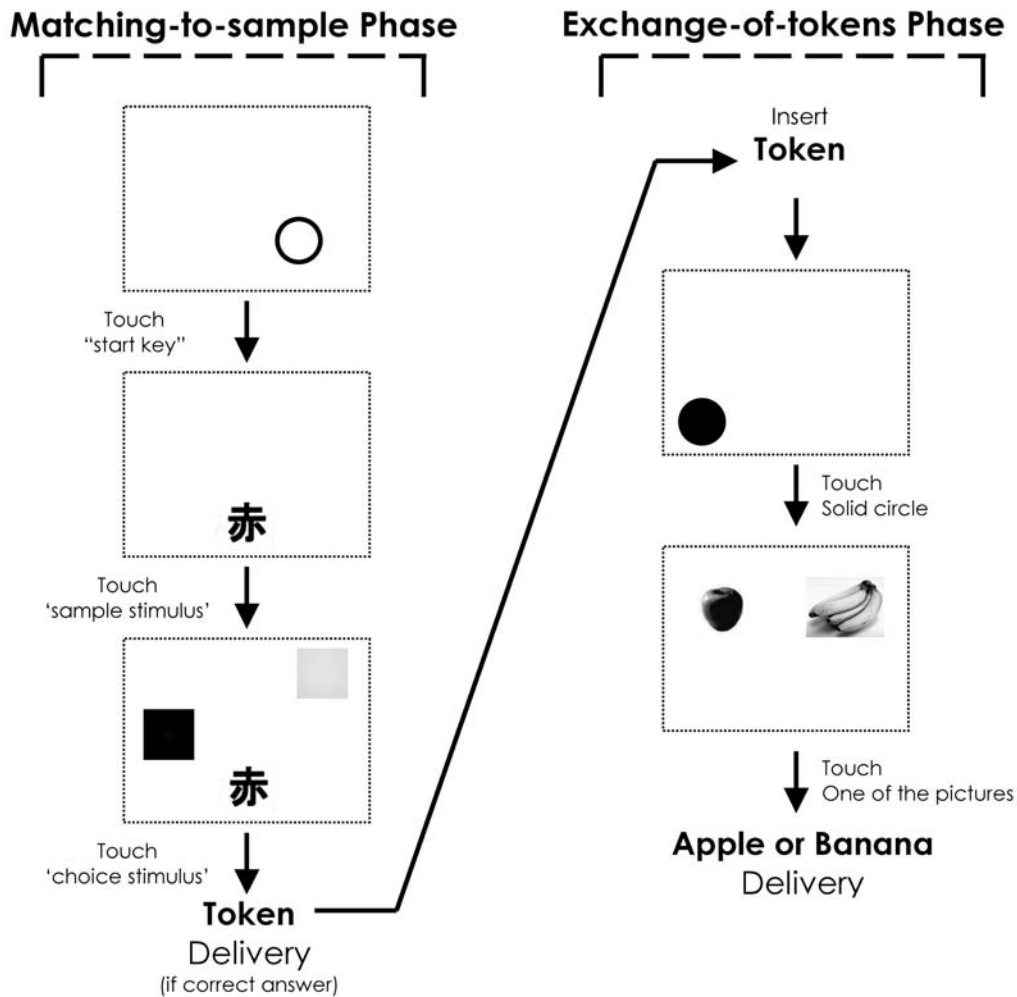 Matching-to-sample Phase
Touch
“start key”
赤
Touch
‘sample stimulus’
赤
Touch
‘choice stimulus’
Token
Delivery
(if correct answer)
Exchange-of-tokens Phase
Insert
Token
Touch
Solid circle
Touch
One of the pictures
Apple or Banana
Delivery